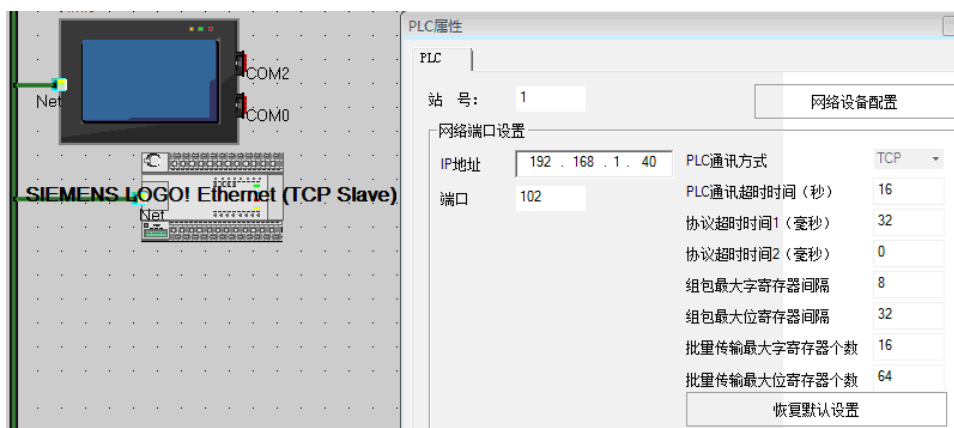 COM2
Net
COM0
SIEMENS LOGO! Ethernet (TCP Slave)
Net
PLC属性
PLC
站 号: 1
网络设备配置
网络端口设置
IP地址 192 . 168 . 1 . 40
端口 102
PLC通讯方式 TCP
PLC通讯超时时间(秒) 16
协议超时时间1(毫秒) 32
协议超时时间2(毫秒) 0
组包最大字寄存器间隔 8
组包最大位寄存器间隔 32
批量传输最大字寄存器个数 16
批量传输最大位寄存器个数 64
恢复默认设置